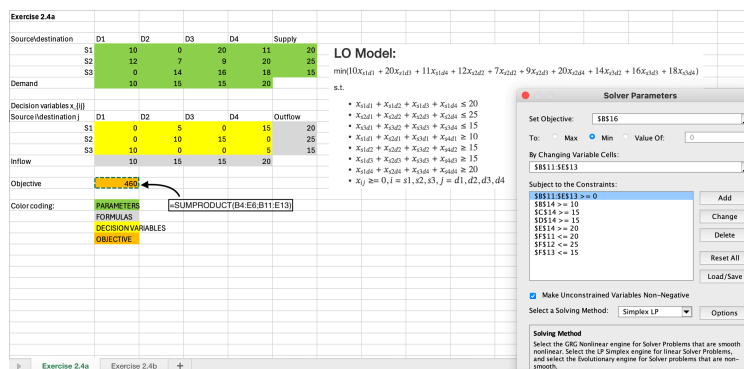 Exercise 2.4a
Source\destination D1 D2 D3 D4 Supply
S1 10 0 20 11 20
S2 12 7 9 20 25
S3 0 14 16 18 15
Demand 10 15 15 20
Decision variables x_{ij}
Source i\destination j D1 D2 D3 D4 Outflow
S1 0 5 0 15 20
S2 0 10 15 0 25
S3 10 0 0 5 15
Inflow 10 15 15 20
Objective 460
=SUMPRODUCT(B4:E6;B11:E13)
Color coding: PARAMETERS
FORMULAS
DECISION VARIABLES
OBJECTIVE
LO Model:
min(10x_{s1d1} + 20x_{s1d3} + 11x_{s1d4} + 12x_{s2d1} + 7x_{s2d2} + 9x_{s2d3} + 20x_{s2d4} + 14x_{s3d2} + 16x_{s3d3} + 18x_{s3d4})
s.t.
• x_{s1d1} + x_{s1d2} + x_{s1d3} + x_{s1d4} ≤ 20
• x_{s2d1} + x_{s2d2} + x_{s2d3} + x_{s2d4} ≤ 25
• x_{s3d1} + x_{s3d2} + x_{s3d3} + x_{s3d4} ≤ 15
• x_{s1d1} + x_{s2d1} + x_{s3d1} ≥ 10
• x_{s1d2} + x_{s2d2} + x_{s3d2} ≥ 15
• x_{s1d3} + x_{s2d3} + x_{s3d3} ≥ 15
• x_{s1d4} + x_{s2d4} + x_{s3d4} ≥ 20
• x_{ij} ≥= 0, i = s1, s2, s3, j = d1, d2, d3, d4
Solver Parameters
Set Objective: $B$16
To: Max Min Value Of: 0
By Changing Variable Cells:
$B$11:$E$13
Subject to the Constraints:
$B$11:$E$13 >= 0
$B$14 >= 10
$C$14 >= 15
$D$14 >= 15
$E$14 >= 20
$F$11 <= 20
$F$12 <= 25
$F$13 <= 15
Add
Change
Delete
Reset All
Load/Save
Make Unconstrained Variables Non-Negative
Select a Solving Method: Simplex LP Options
Solving Method
Select the GRG Nonlinear engine for Solver Problems that are smooth
nonlinear. Select the LP Simplex engine for linear Solver Problems,
and select the Evolutionary engine for Solver problems that are non-
smooth.
Exercise 2.4a Exercise 2.4b +